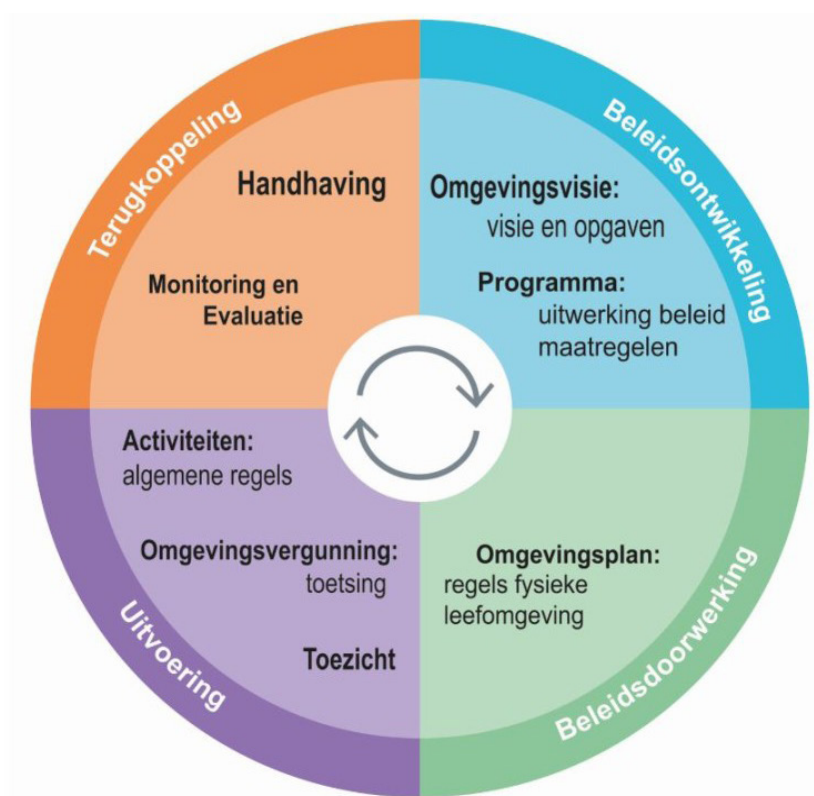 Terugkoppeling
Handhaving
Monitoring en
Evaluatie
Beleidsontwikkeling
Omgevingsvisie:
visie en opgaven
Programma:
uitwerking beleid
maatregelen
Beleidsdoorwerking
Omgevingsplan:
regels fysieke
leefomgeving
Uitvoering
Activiteiten:
algemene regels
Omgevingsvergunning:
toetsing
Toezicht